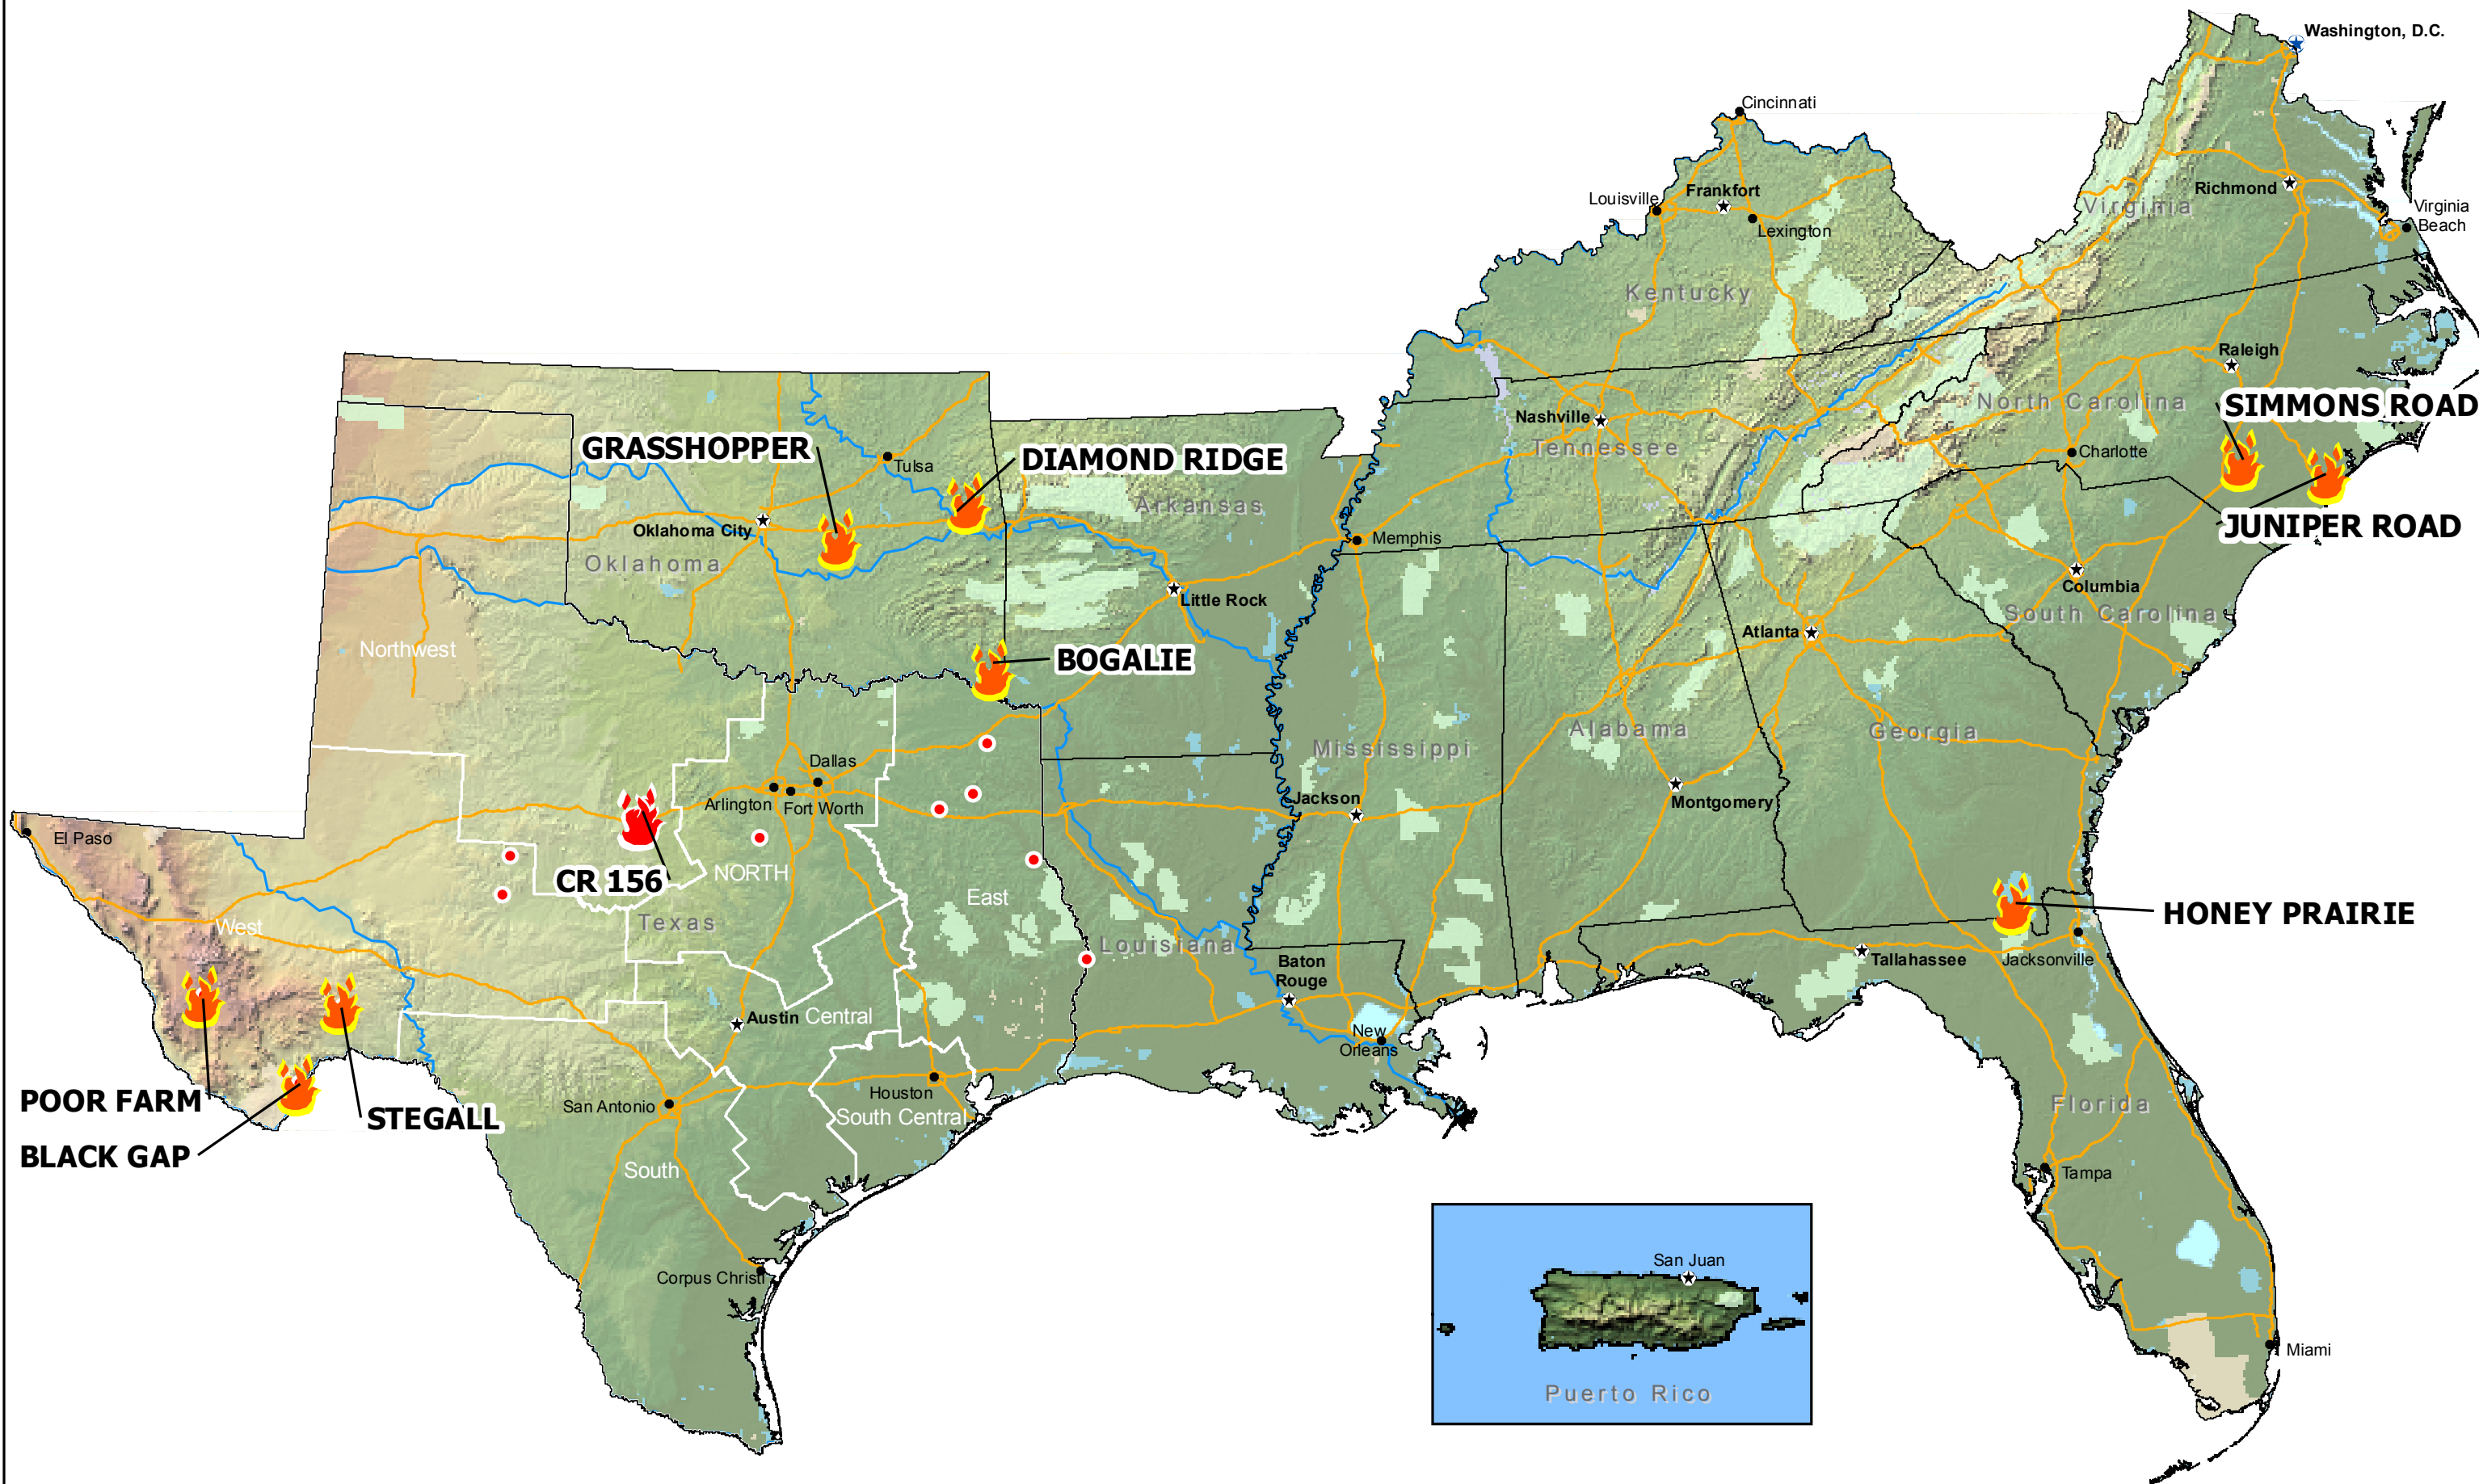 Washington, D.C.
Cincinnati
Louisville
Frankfort
Lexington
Richmond
Virginia
Virginia
Beach
Kentucky
Raleigh
North Carolina
SIMMONS ROAD
Nashville
Tennessee
Charlotte
JUNIPER ROAD
GRASSHOPPER
Tulsa
DIAMOND RIDGE
Arkansas
Oklahoma City
Oklahoma
Memphis
Little Rock
Columbia
South Carolina
Atlanta
Northwest
BOGALIE
Mississippi
Alabama
Georgia
Dallas
Arlington
Fort Worth
Jackson
Montgomery
El Paso
CR 156
NORTH
East
Texas
West
Louisiana
HONEY PRAIRIE
Baton
Rouge
Tallahassee
Jacksonville
Austin
Central
New
Orleans
POOR FARM
STEGALL
San Antonio
Houston
South Central
Florida
BLACK GAP
South
Tampa
Corpus Christi
San Juan
Puerto Rico
Miami